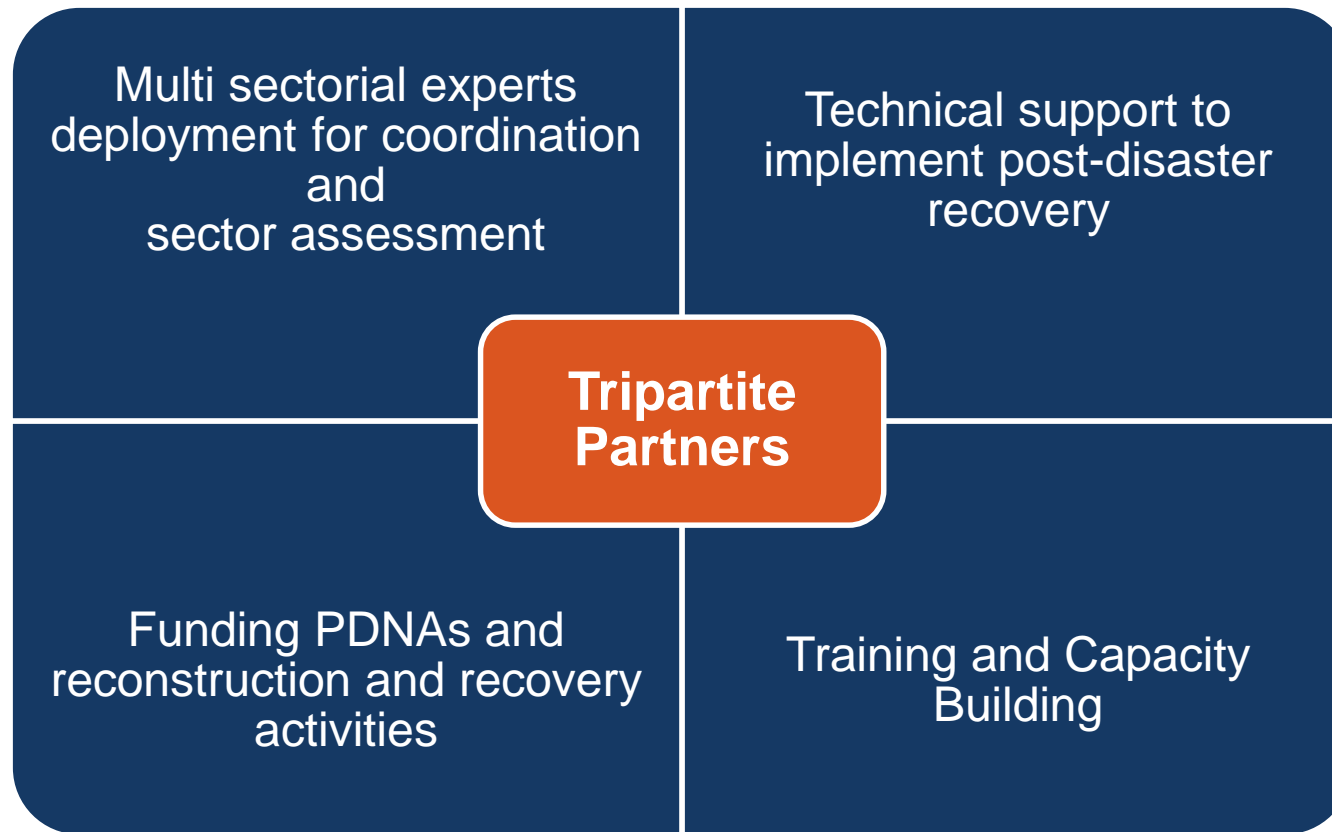 Multi sectorial experts
deployment for coordination
and
sector assessment
Technical support to
implement post-disaster
recovery
Tripartite
Partners
Funding PDNAs and
reconstruction and recovery
activities
Training and Capacity
Building